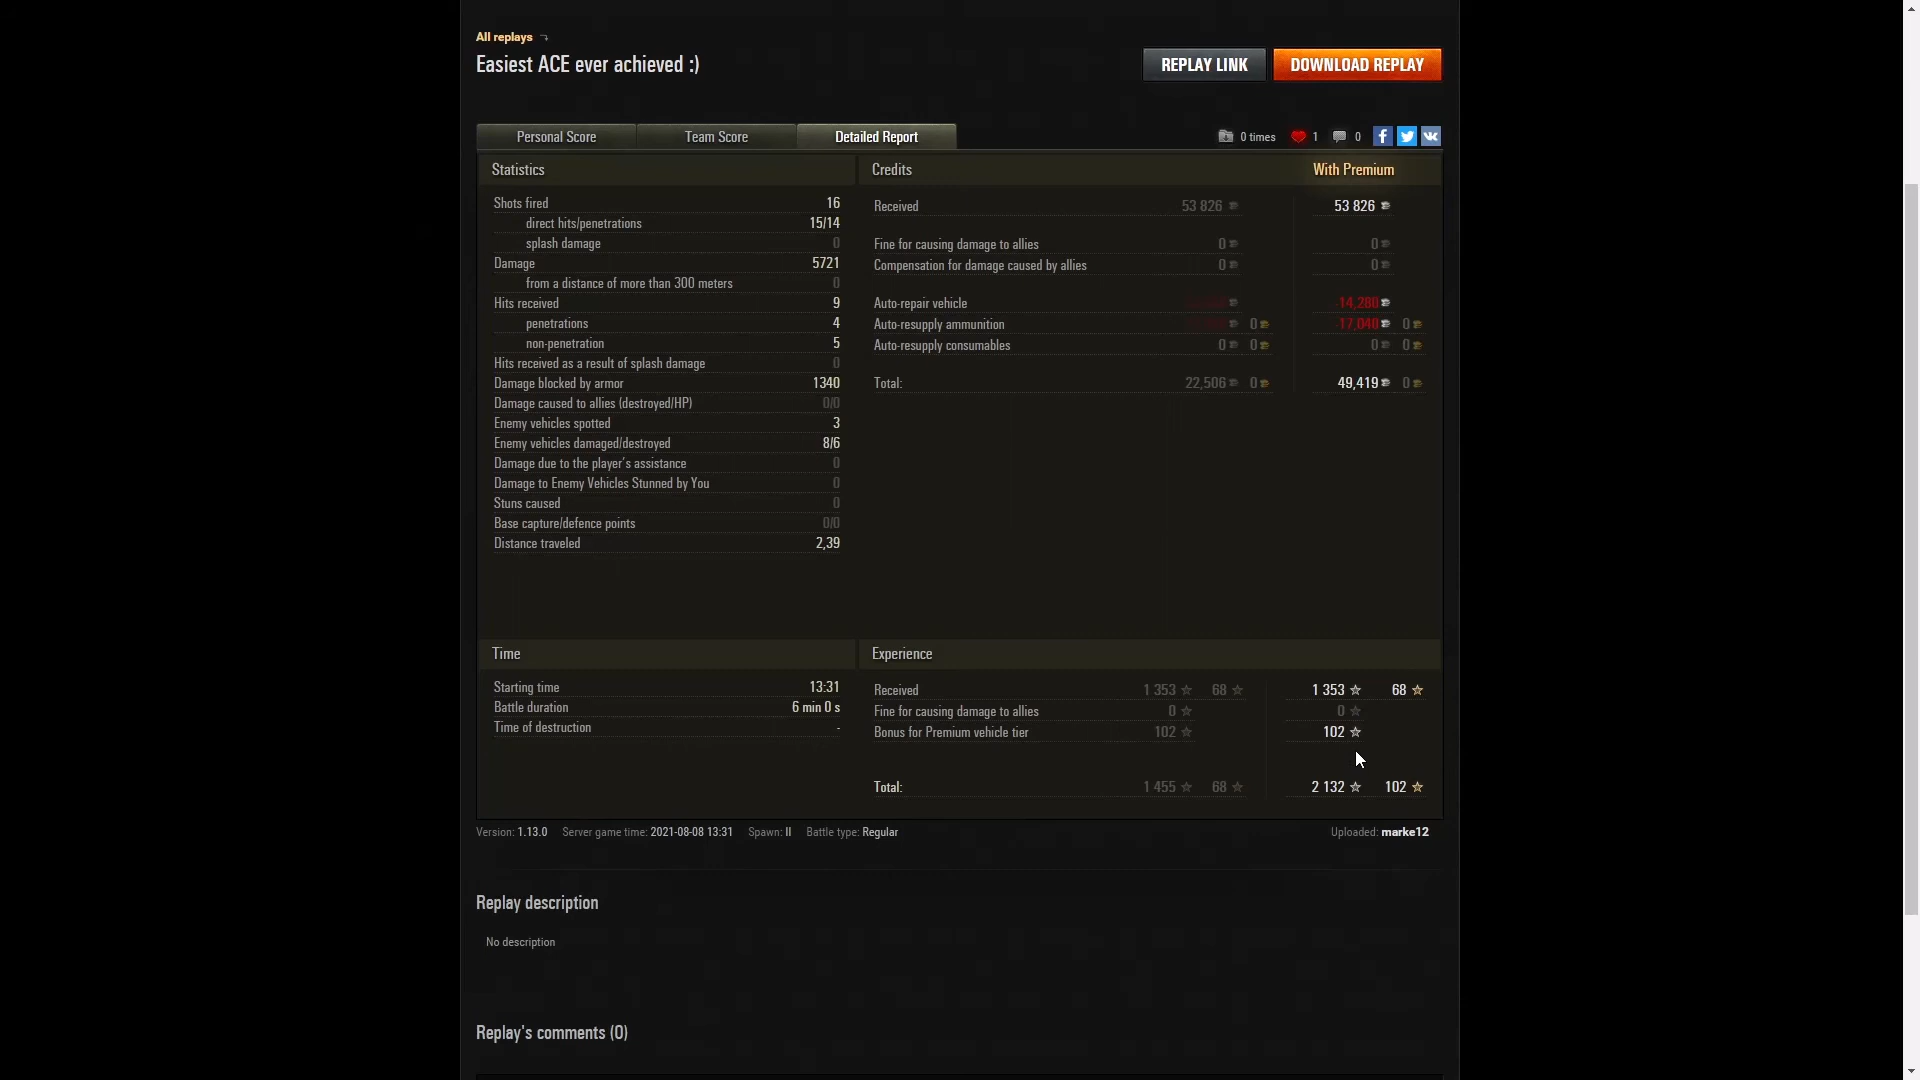 All replays
Easiest ACE ever achieved :)
REPLAY LINK
DOWNLOAD REPLAY
Personal Score
Team Score
Detailed Report
0 times
1
0
Statistics
Shots fired 16
direct hits/penetrations 15/14
splash damage 0
Damage 5721
from a distance of more than 300 meters 0
Hits received 9
penetrations 4
non-penetration 5
Hits received as a result of splash damage 0
Damage blocked by armor 1340
Damage caused to allies (destroyed/HP) 0/0
Enemy vehicles spotted 3
Enemy vehicles damaged/destroyed 8/6
Damage due to the player's assistance 0
Damage to Enemy Vehicles Stunned by You 0
Stuns caused 0
Base capture/defence points 0/0
Distance traveled 2,39
Credits With Premium
Received 53 826 53 826
Fine for causing damage to allies 0 0
Compensation for damage caused by allies 0 0
Auto-repair vehicle -14,280
Auto-resupply ammunition 0 -17,040 0
Auto-resupply consumables 0 0 0 0
Total: 22,506 0 49,419 0
Time
Starting time 13:31
Battle duration 6 min 0 s
Time of destruction -
Experience
Received 1 353 68 1 353 68
Fine for causing damage to allies 0 0
Bonus for Premium vehicle tier 102 102
Total: 1 455 68 2 132 102
Version: 1.13.0 Server game time: 2021-08-08 13:31 Spawn: II Battle type: Regular Uploaded: marke12
Replay description
No description
Replay's comments (0)